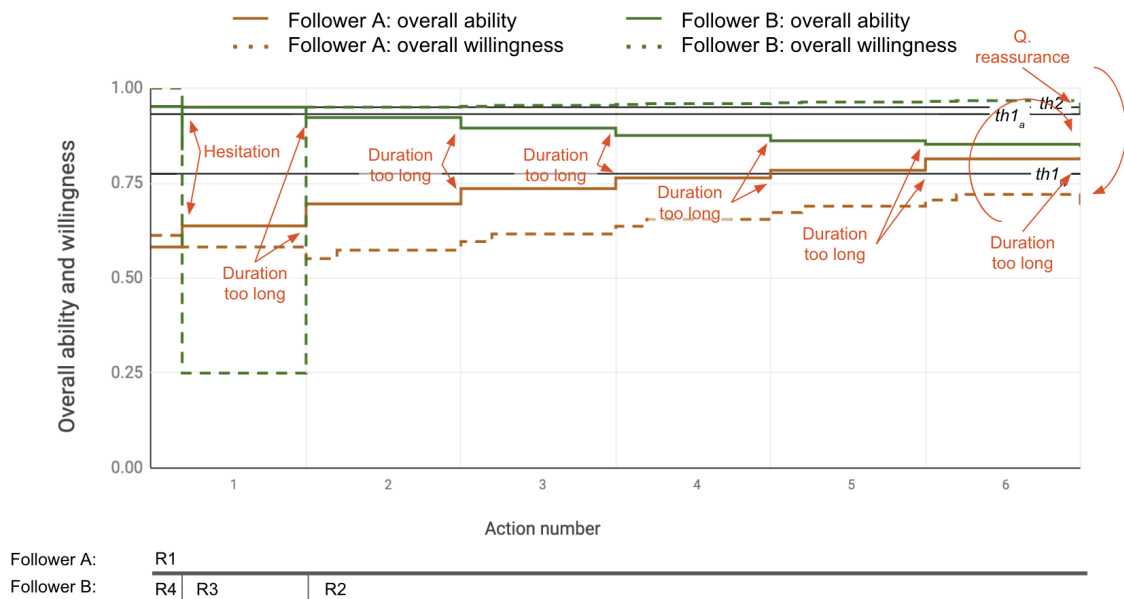 Follower A: overall ability
Follower B: overall ability
Follower A: overall willingness
Follower B: overall willingness
Q.
reassurance
1.00
th2
th1a
Hesitation
Duration
too long
Duration
too long
0.75
th1
Duration
too long
Duration
too long
Duration
too long
Duration
too long
0.50
0.25
0.00
Overall ability and willingness
1
2
3
4
5
6
Action number
Follower A:
R1
Follower B:
R4
R3
R2